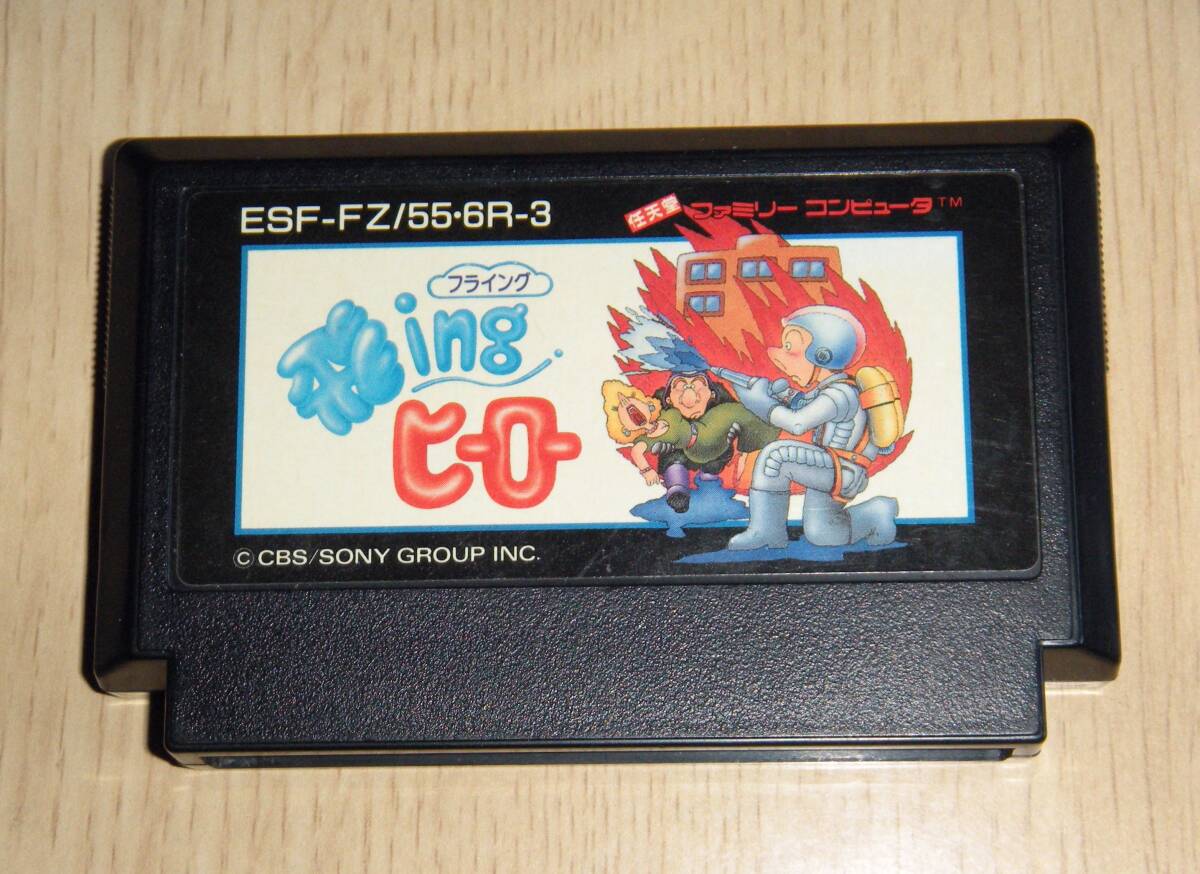 ESF-FZ/55・6R-3
任天堂 ファミリー コンピュータ™
フライング
飛ing
ヒーロー
© CBS/SONY GROUP INC.